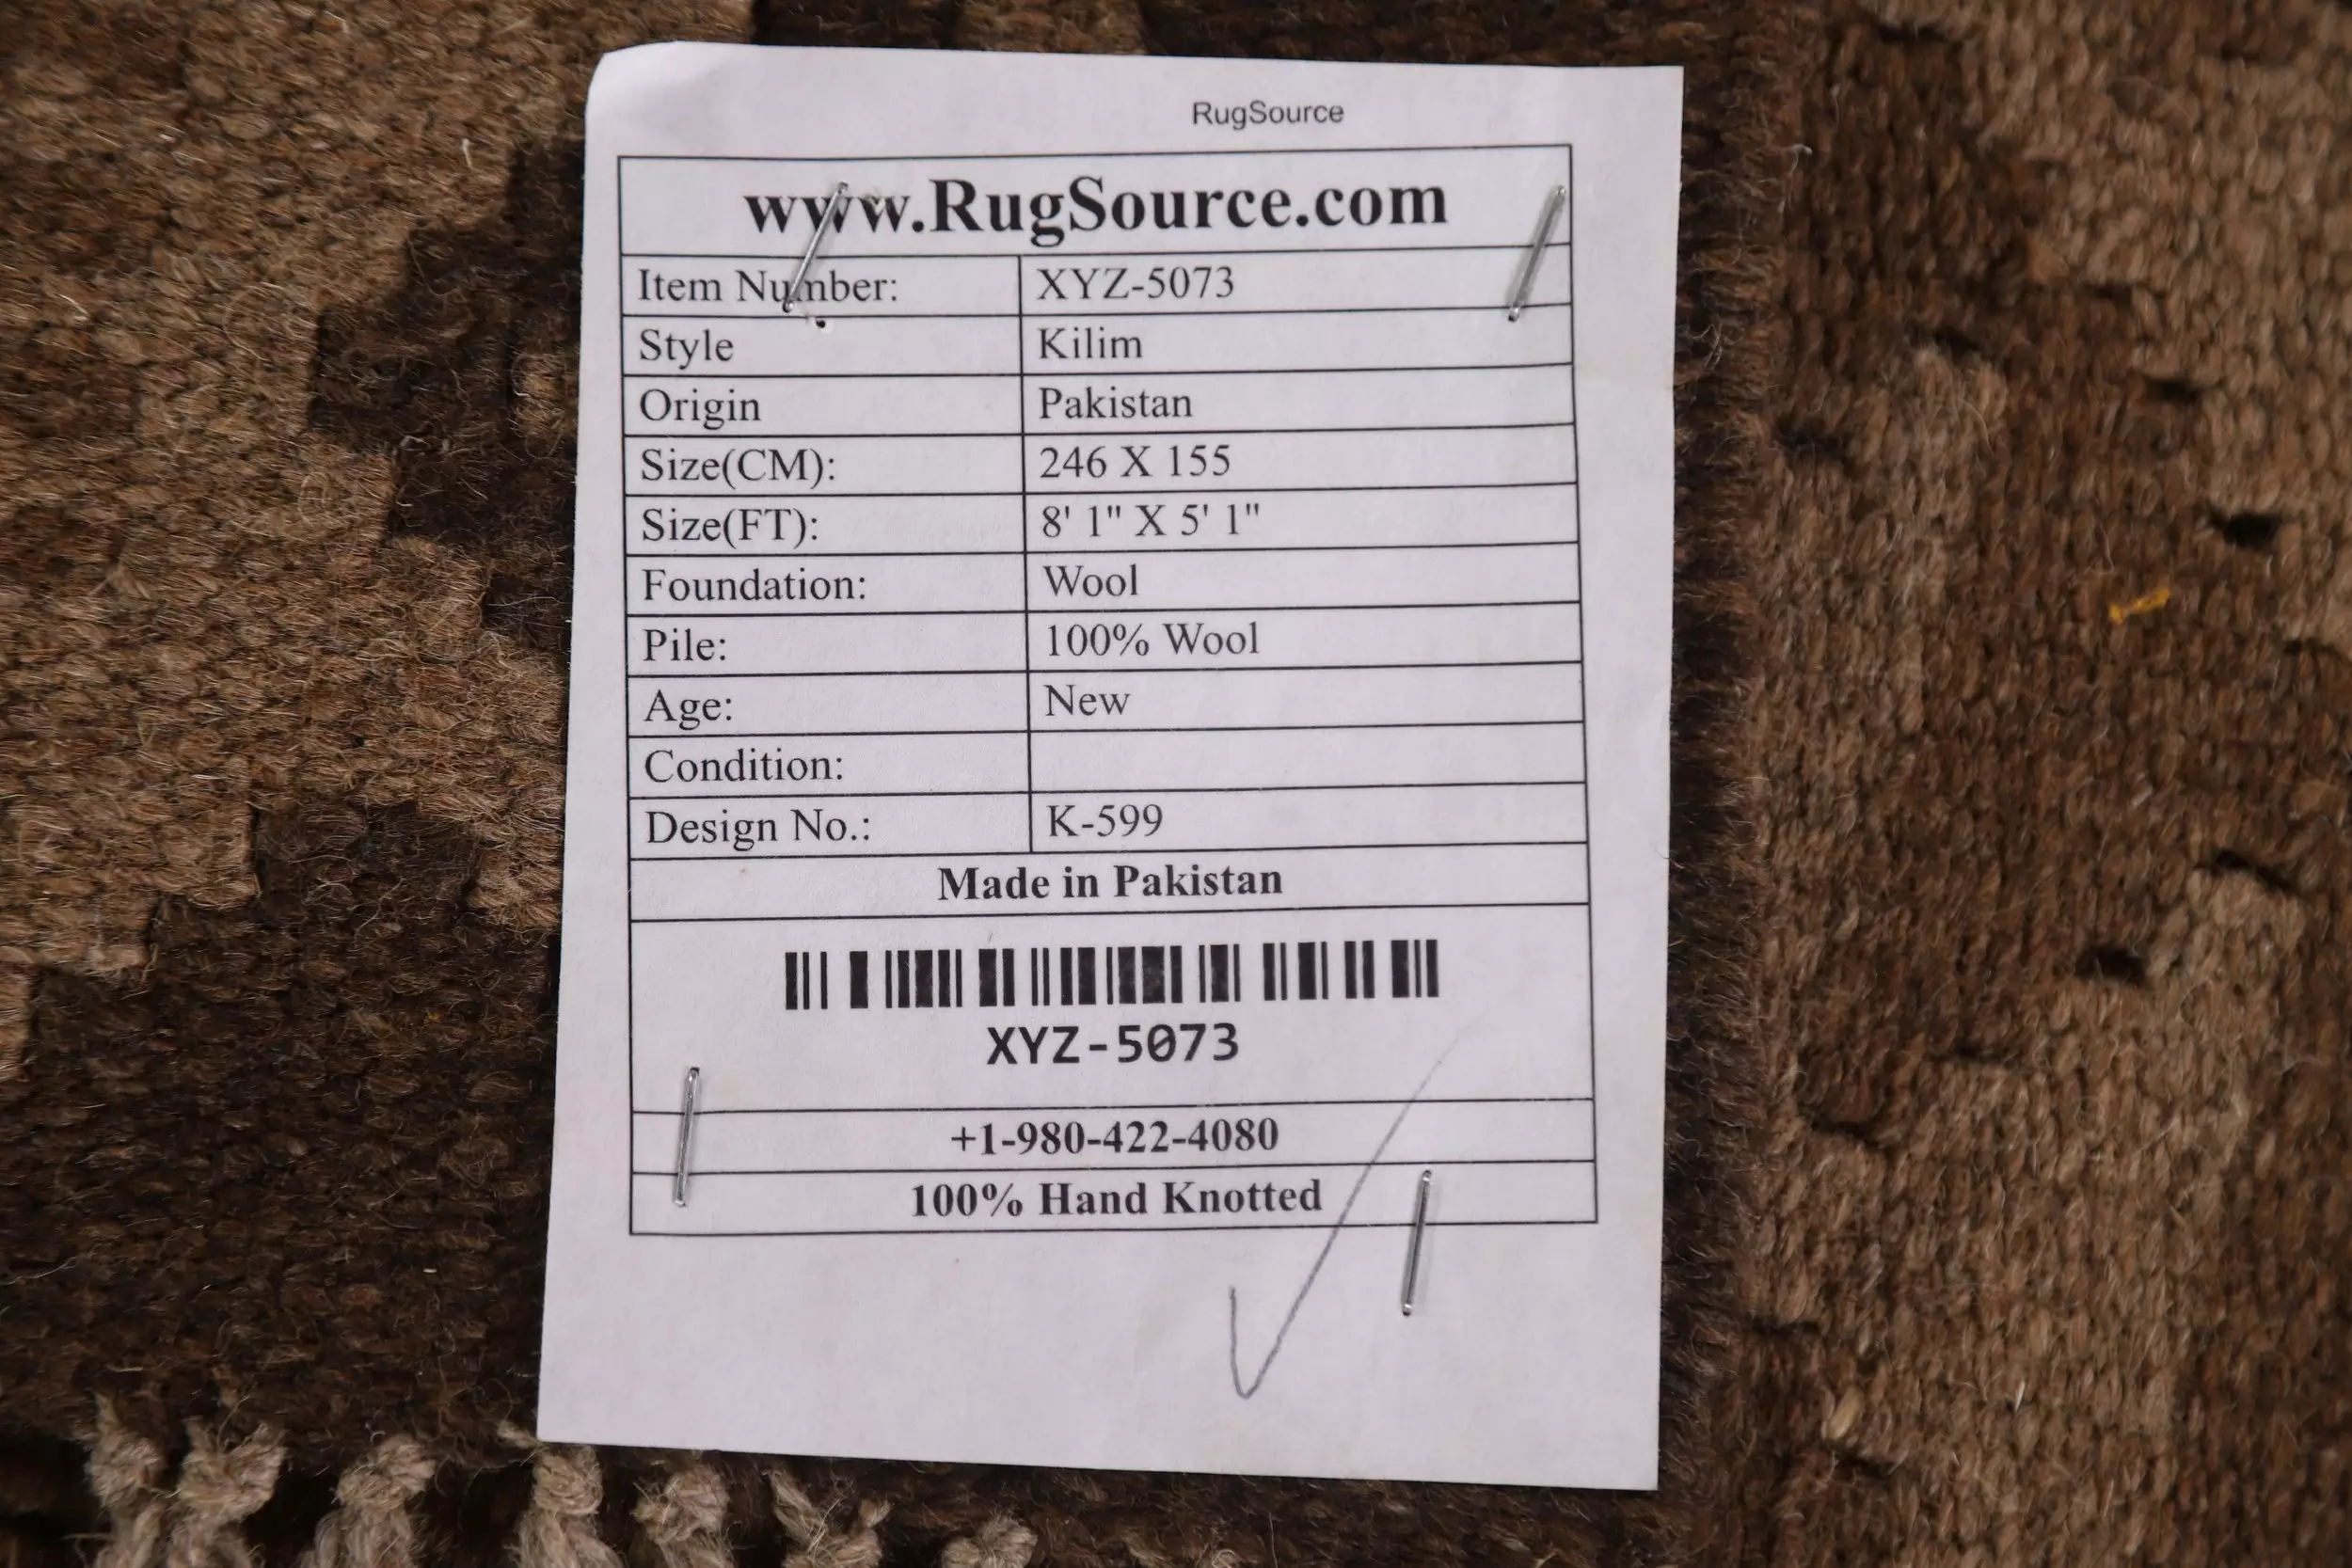 RugSource
www.RugSource.com
Item Number: XYZ-5073
Style Kilim
Origin Pakistan
Size(CM): 246 X 155
Size(FT): 8' 1" X 5' 1"
Foundation: Wool
Pile: 100% Wool
Age: New
Condition:
Design No.: K-599
Made in Pakistan
XYZ-5073
+1-980-422-4080
100% Hand Knotted